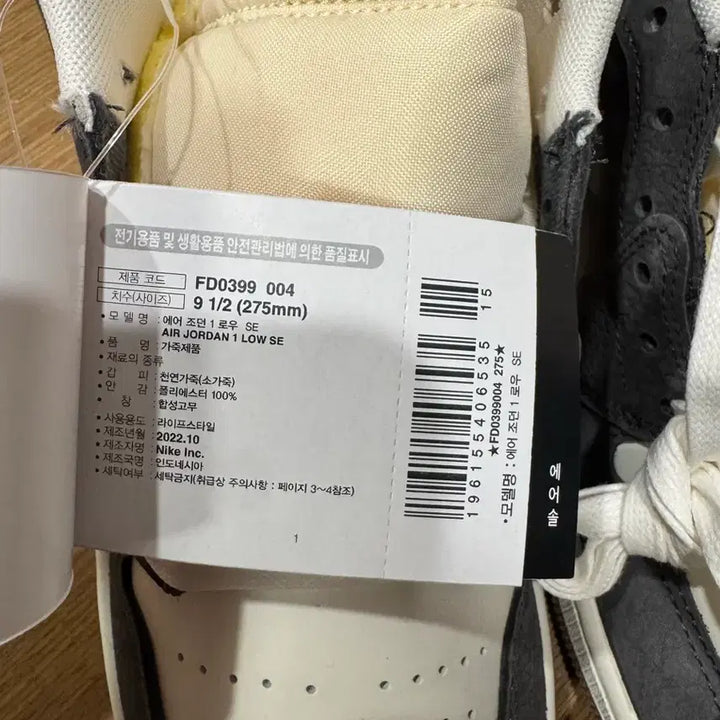 전기용품 및 생활용품 안전관리법에 의한 품질표시
제품 코드 FD0399 004
치수(사이즈) 9 1/2 (275mm)
• 모 델 명 : 에어 조던 1 로우 SE
AIR JORDAN 1 LOW SE
• 품 명 : 가죽제품
• 재료의 종류
• 갑 피 : 천연가죽(소가죽)
• 안 감 : 폴리에스터 100%
• 창 : 합성고무
• 사용용도 : 라이프스타일
• 제조년월 : 2022.10
• 제조자명 : Nike Inc.
• 제조국명 : 인도네시아
• 세탁여부 : 세탁금지(취급상 주의사항 : 페이지 3~4참조)
1
196155406535
15
★FD0399004 275★
• 모델명 : 에어 조던 1 로우 SE
에어 솔